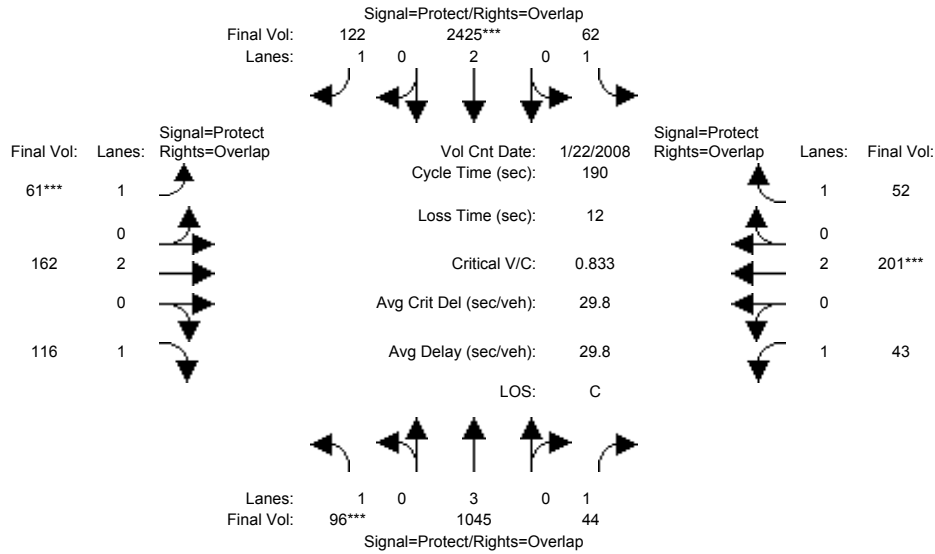 Signal=Protect/Rights=Overlap
Final Vol: 122 2425*** 62
Lanes: 1 0 2 0 1
Signal=Protect Signal=Protect
Final Vol: Lanes: Rights=Overlap Vol Cnt Date: 1/22/2008 Rights=Overlap Lanes: Final Vol:
Cycle Time (sec): 190
61*** 1 1 52
Loss Time (sec): 12
0 0
162 2 Critical V/C: 0.833 2 201***
0 Avg Crit Del (sec/veh): 29.8 0
116 1 Avg Delay (sec/veh): 29.8 1 43
LOS: C
Lanes: 1 0 3 0 1
Final Vol: 96*** 1045 44
Signal=Protect/Rights=Overlap